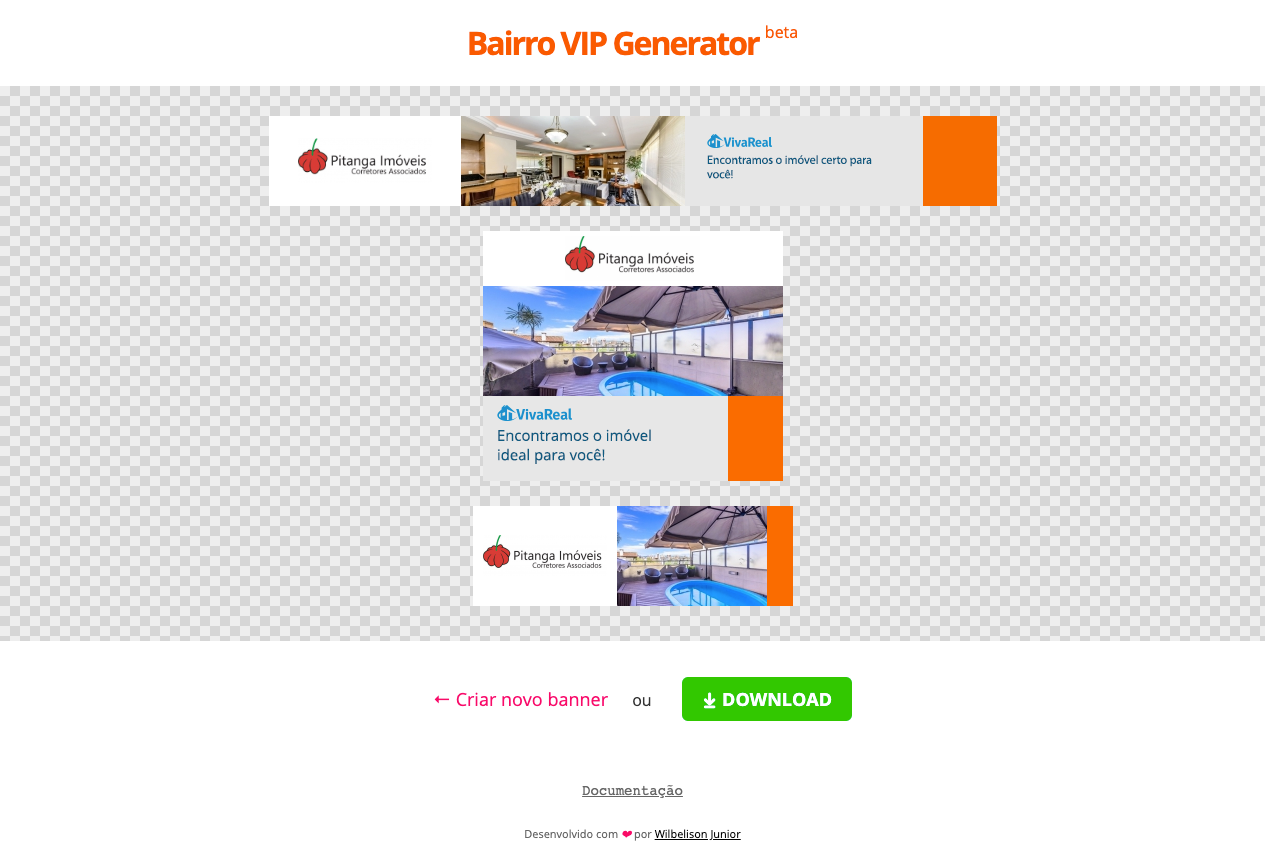 Bairro VIP Generator beta
Pitanga Imóveis
Corretores Associados
VivaReal
Encontramos o imóvel certo para
você!
Pitanga Imóveis
Corretores Associados
VivaReal
Encontramos o imóvel
ideal para você!
Pitanga Imóveis
Corretores Associados
← Criar novo banner ou DOWNLOAD
Documentação
Desenvolvido com ❤ por Wilbelison Junior